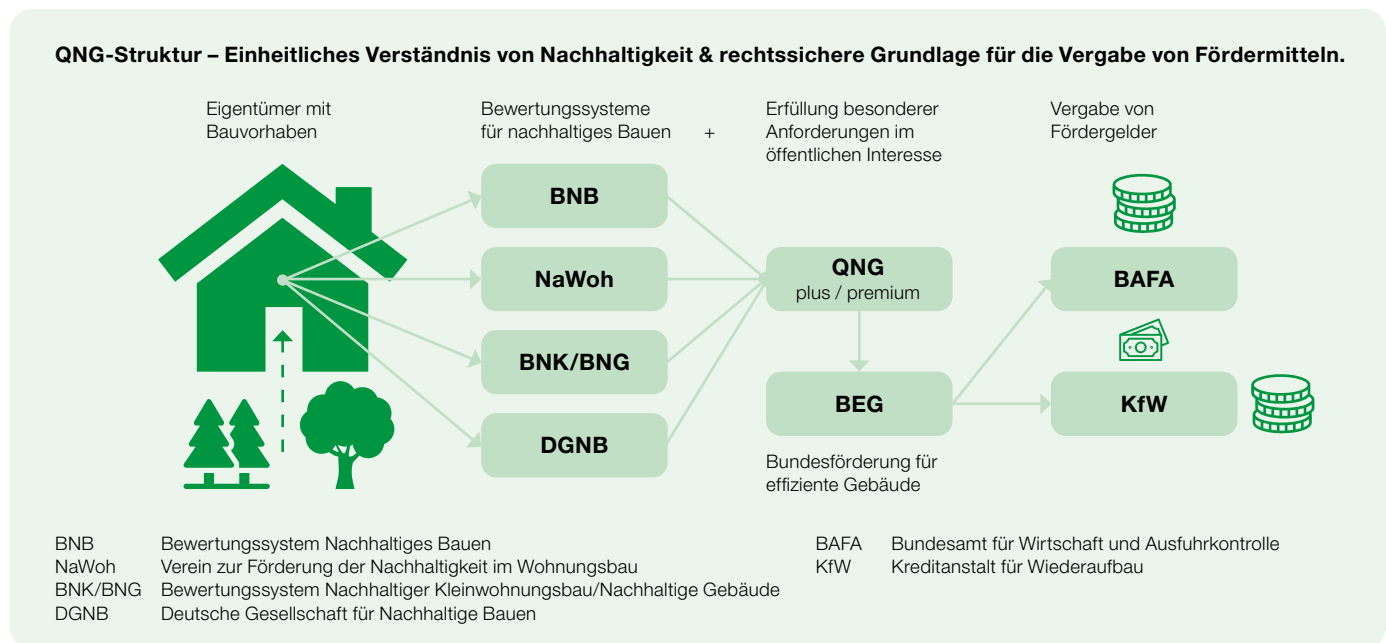 QNG-Struktur – Einheitliches Verständnis von Nachhaltigkeit & rechtssichere Grundlage für die Vergabe von Fördermitteln.
Eigentümer mit
Bauvorhaben
Bewertungssysteme
für nachhaltiges Bauen
+
Erfüllung besonderer
Anforderungen im
öffentlichen Interesse
Vergabe von
Fördergelder
BNB
NaWoh
BNK/BNG
DGNB
QNG
plus / premium
BEG
Bundesförderung für
effiziente Gebäude
BAFA
KfW
BNB Bewertungssystem Nachhaltiges Bauen
NaWoh Verein zur Förderung der Nachhaltigkeit im Wohnungsbau
BNK/BNG Bewertungssystem Nachhaltiger Kleinwohnungsbau/Nachhaltige Gebäude
DGNB Deutsche Gesellschaft für Nachhaltige Bauen
BAFA Bundesamt für Wirtschaft und Ausfuhrkontrolle
KfW Kreditanstalt für Wiederaufbau